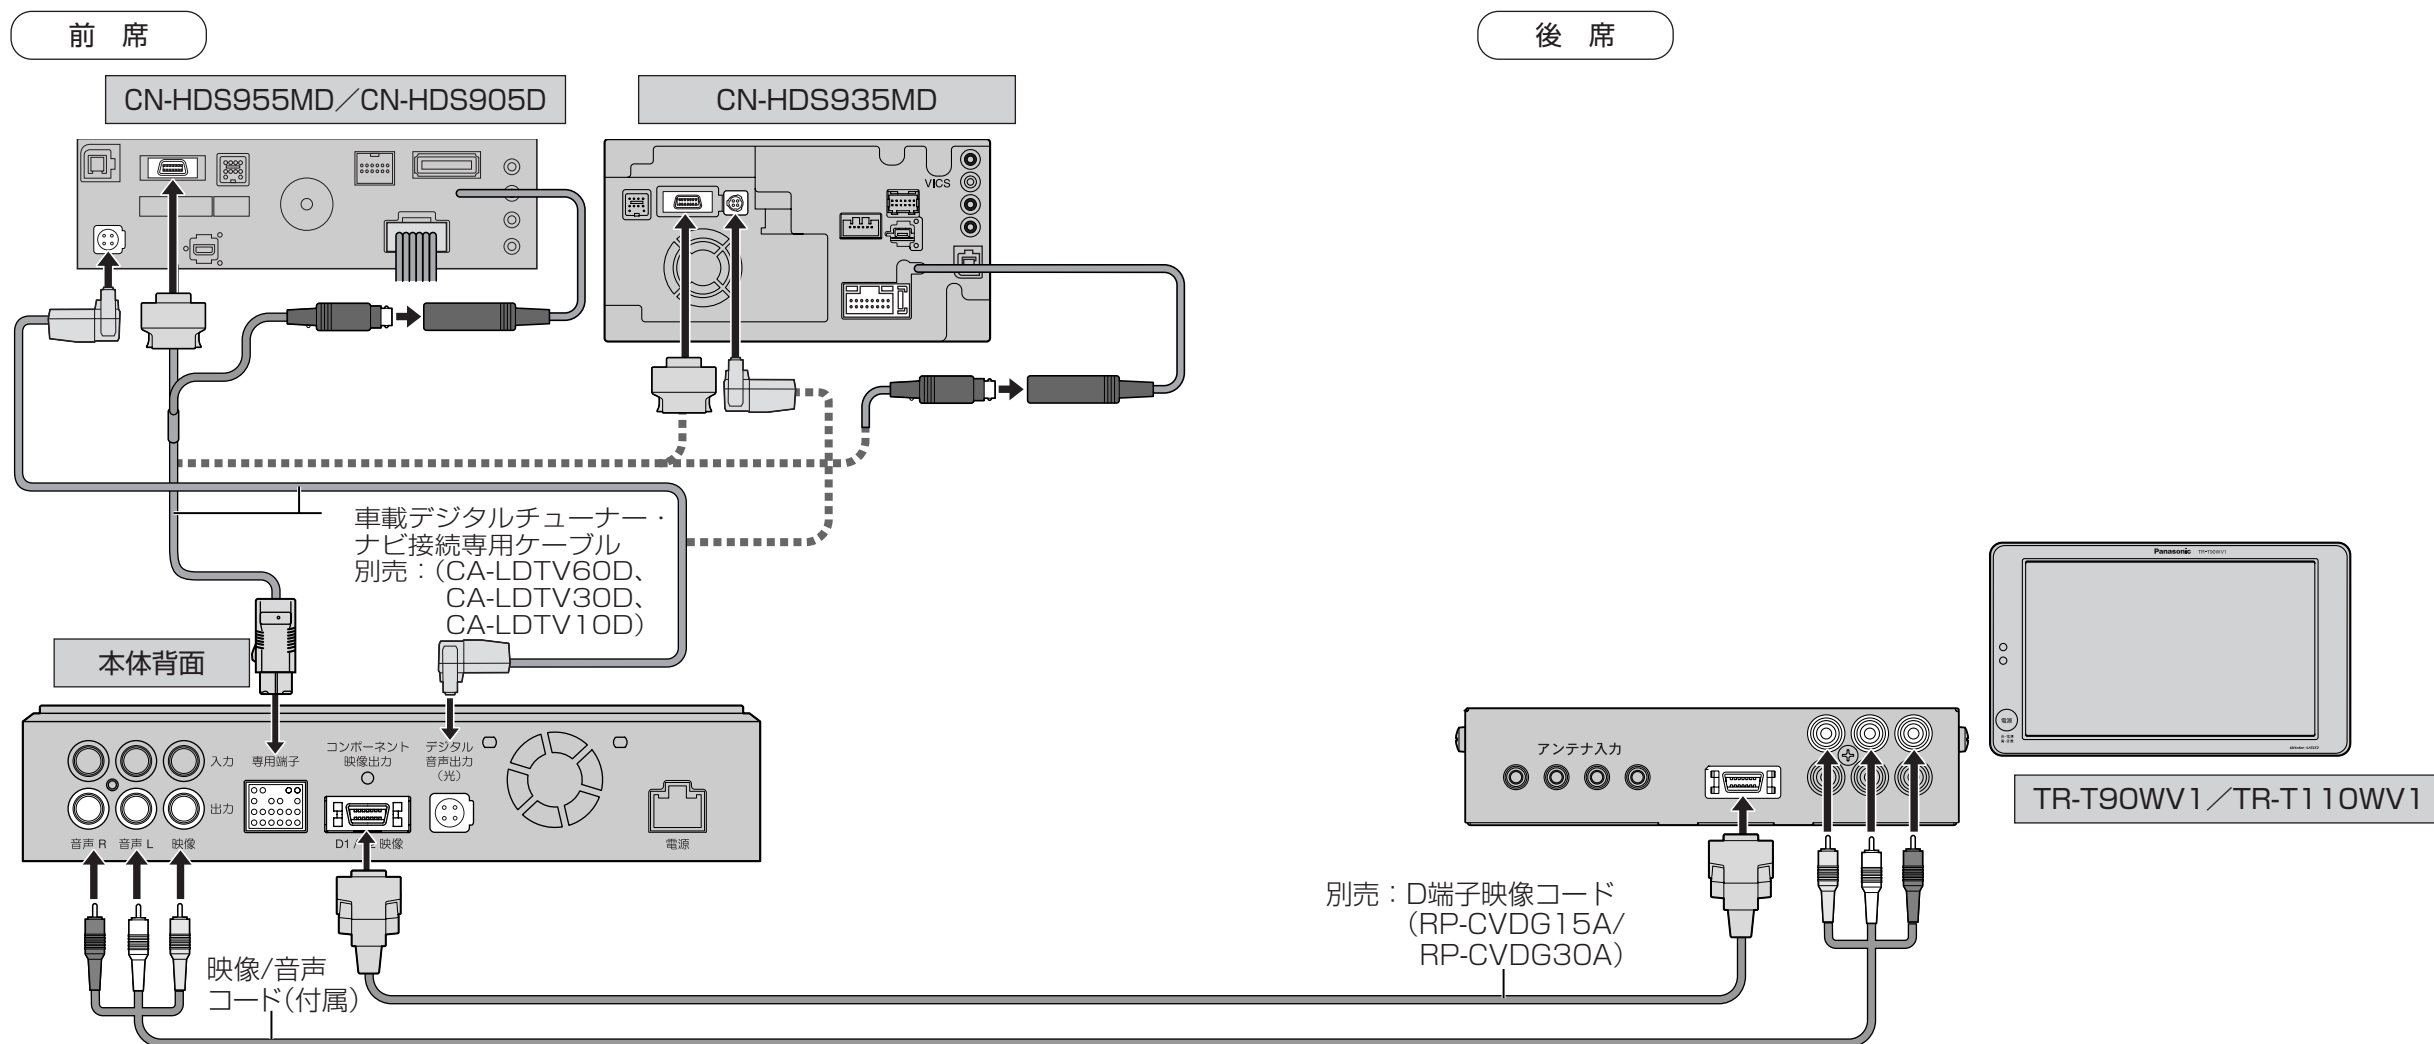 前 席
後 席
CN-HDS955MD／CN-HDS905D
CN-HDS935MD
VICS
車載デジタルチューナー・
ナビ接続専用ケーブル
別売：（CA-LDTV60D、
CA-LDTV30D、
CA-LDTV10D）
本体背面
入力
出力
専用端子
コンポーネント
映像出力
デジタル
音声出力
（光）
音声 R
音声 L
映像
D1 /
映像
電源
映像/音声
コード（付属）
アンテナ入力
別売：D端子映像コード
（RP-CVDG15A/
RP-CVDG30A）
Panasonic TR-T90WV1
電源
TR-T90WV1／TR-T110WV1